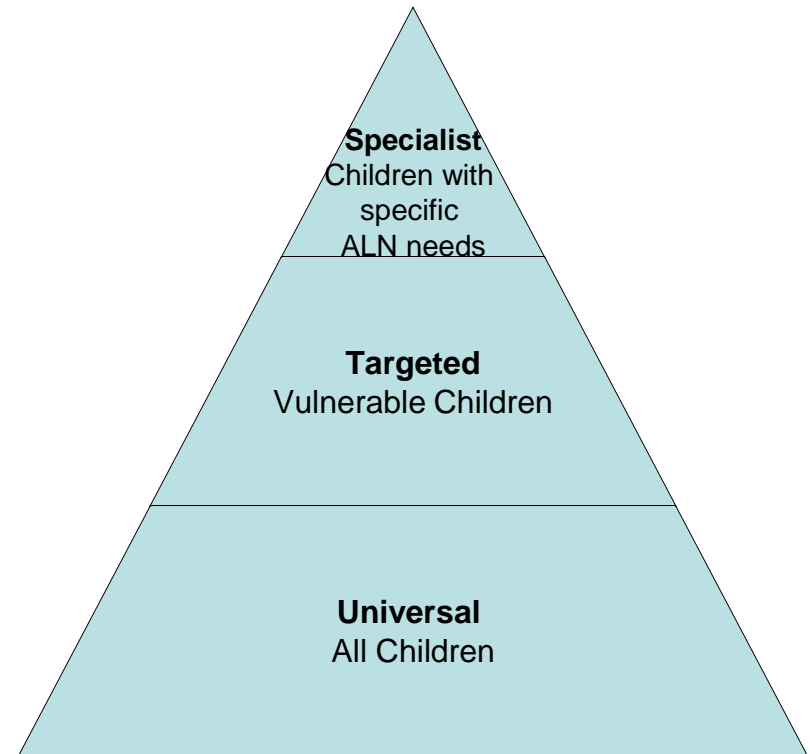 Specialist
Children with
specific
ALN needs
Targeted
Vulnerable Children
Universal
All Children